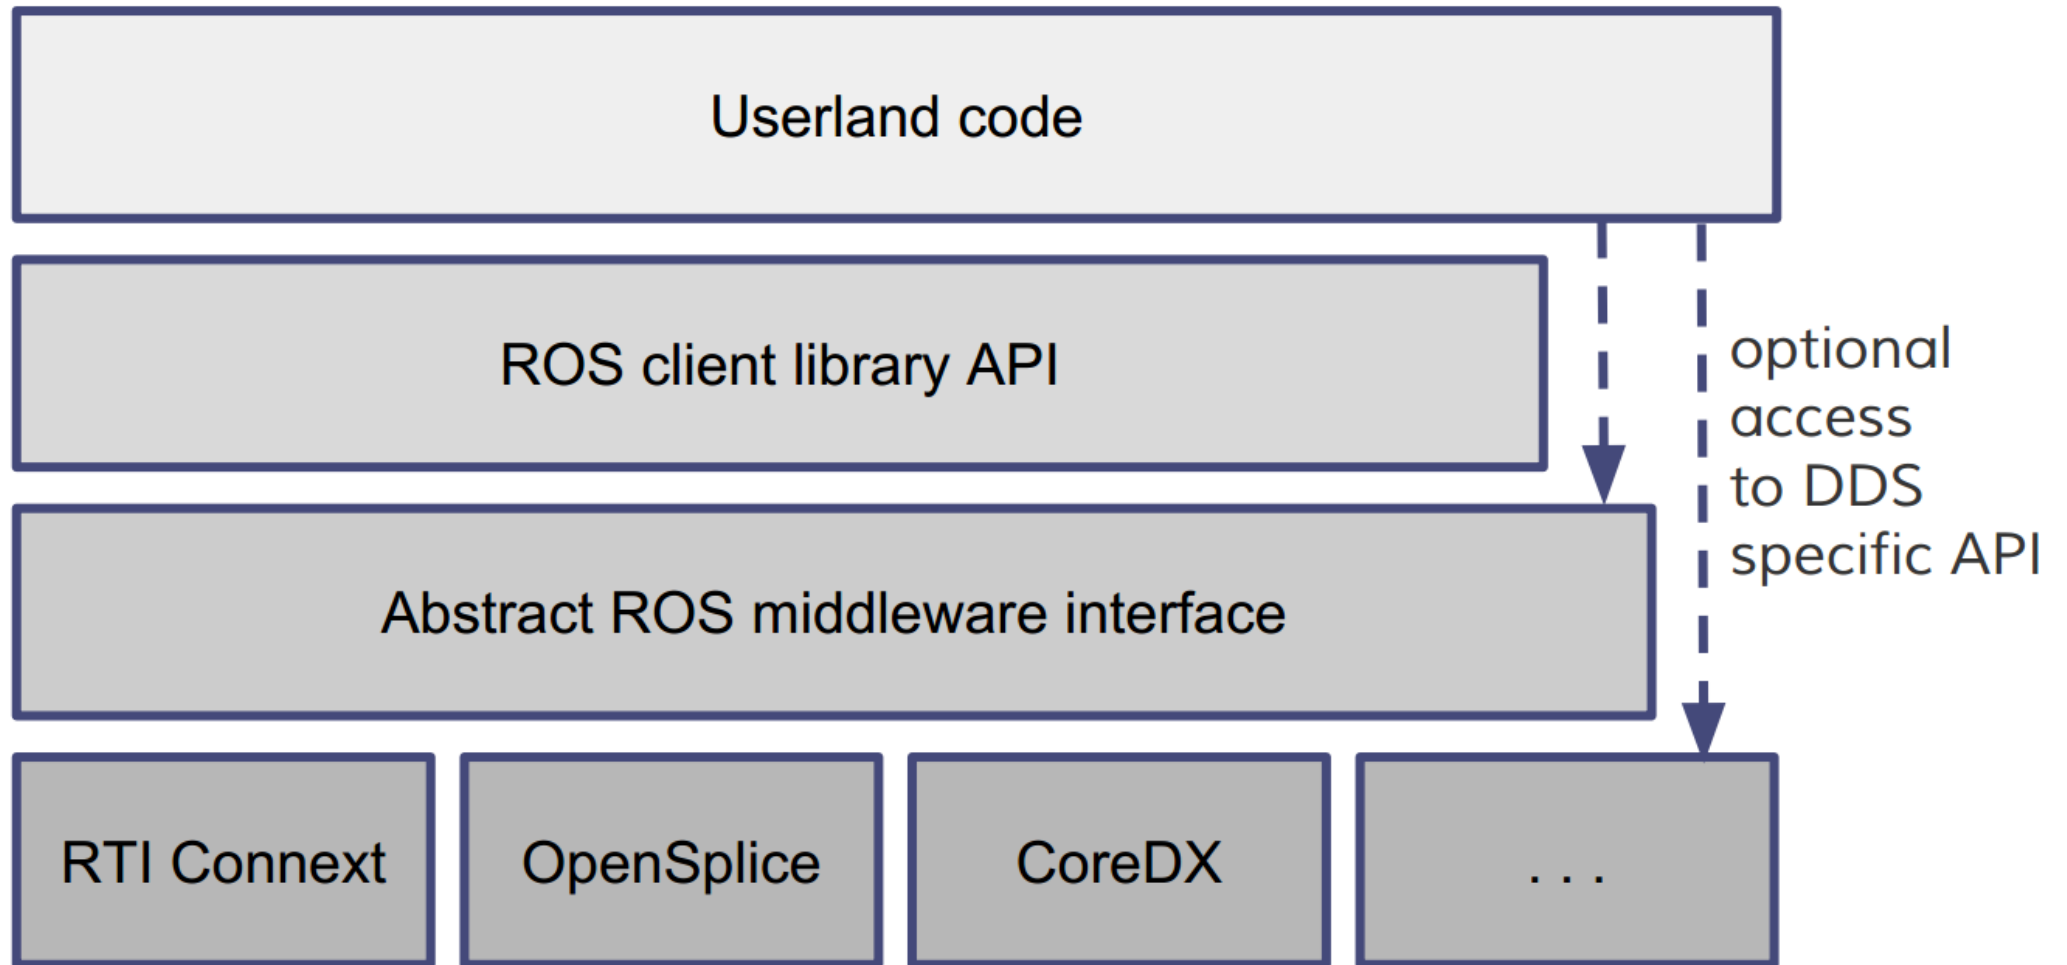 Userland code
ROS client library API
optional
access
to DDS
specific API
Abstract ROS middleware interface
RTI Connext
OpenSplice
CoreDX
. . .